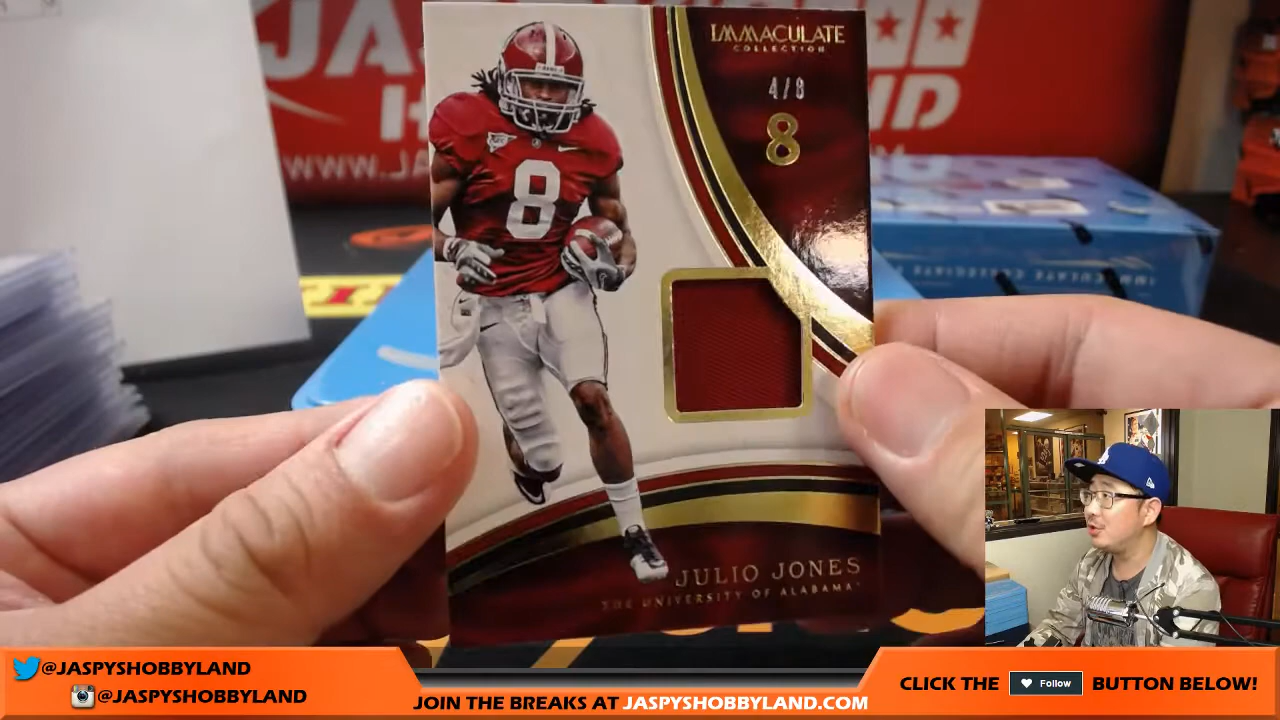 IMMACULATE
COLLECTION
4/8
8
8
JULIO JONES
THE UNIVERSITY OF ALABAMA
WWW.JA
@JASPYSHOBBYLAND
@JASPYSHOBBYLAND
JOIN THE BREAKS AT JASPYSHOBBYLAND.COM
CLICK THE Follow BUTTON BELOW!